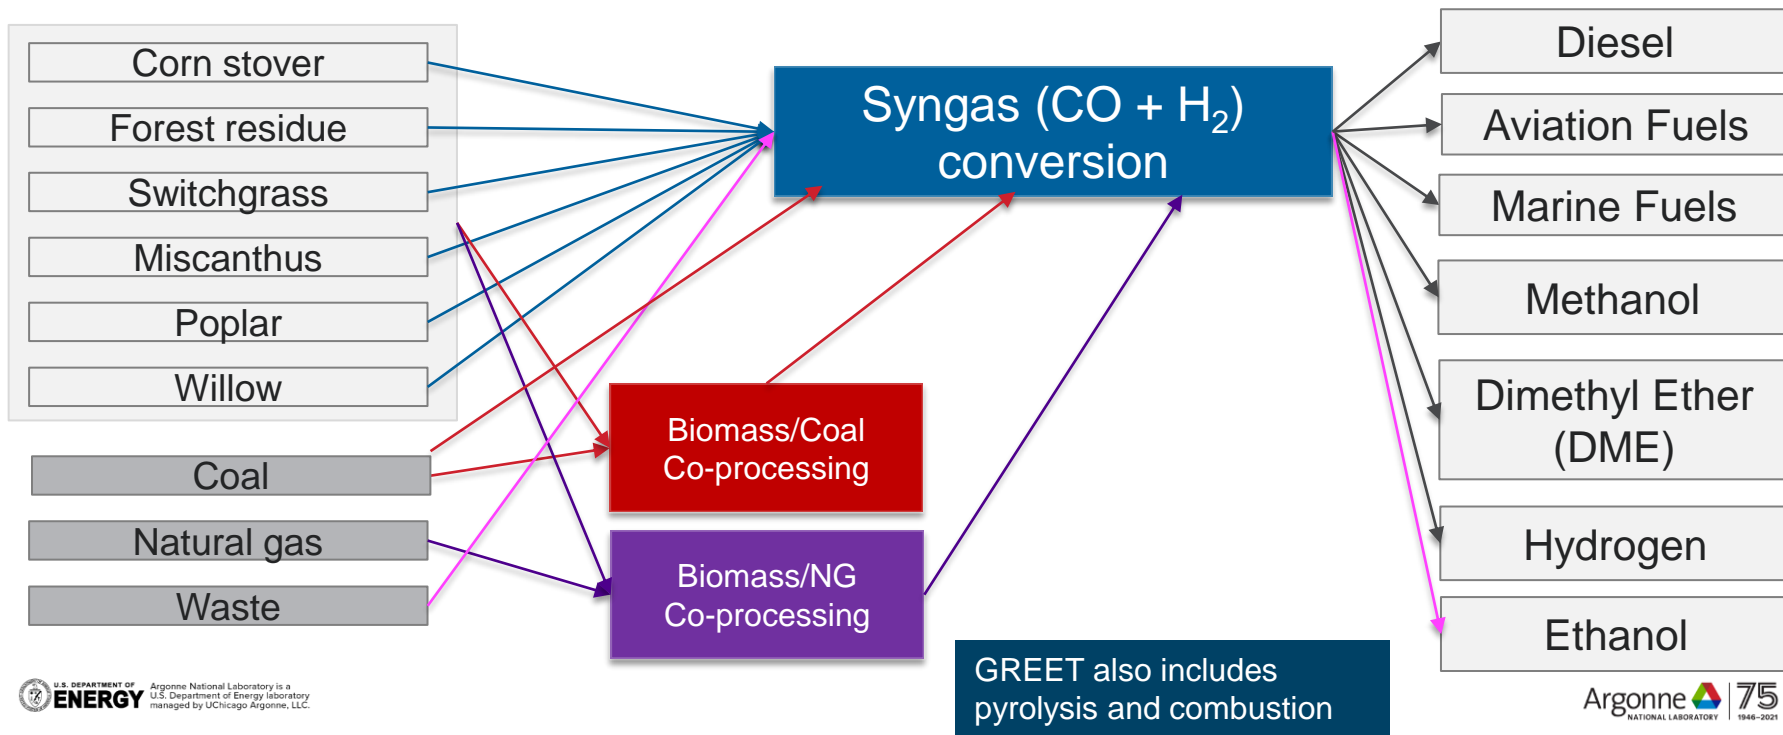 Corn stover
Forest residue
Switchgrass
Miscanthus
Poplar
Willow
Coal
Natural gas
Waste
Syngas (CO + H₂)
conversion
Biomass/Coal
Co-processing
Biomass/NG
Co-processing
Diesel
Aviation Fuels
Marine Fuels
Methanol
Dimethyl Ether
(DME)
Hydrogen
Ethanol
GREET also includes
pyrolysis and combustion
U.S. DEPARTMENT OF
ENERGY
Argonne National Laboratory is a
U.S. Department of Energy laboratory
managed by UChicago Argonne, LLC.
Argonne
NATIONAL LABORATORY
75
1946–2021